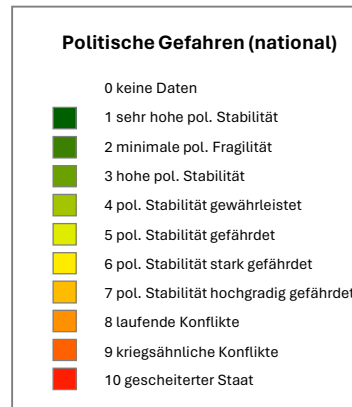 Politische Gefahren (national)
0 keine Daten
1 sehr hohe pol. Stabilität
2 minimale pol. Fragilität
3 hohe pol. Stabilität
4 pol. Stabilität gewährleistet
5 pol. Stabilität gefährdet
6 pol. Stabilität stark gefährdet
7 pol. Stabilität hochgradig gefährdet
8 laufende Konflikte
9 kriegsähnliche Konflikte
10 gescheiterter Staat